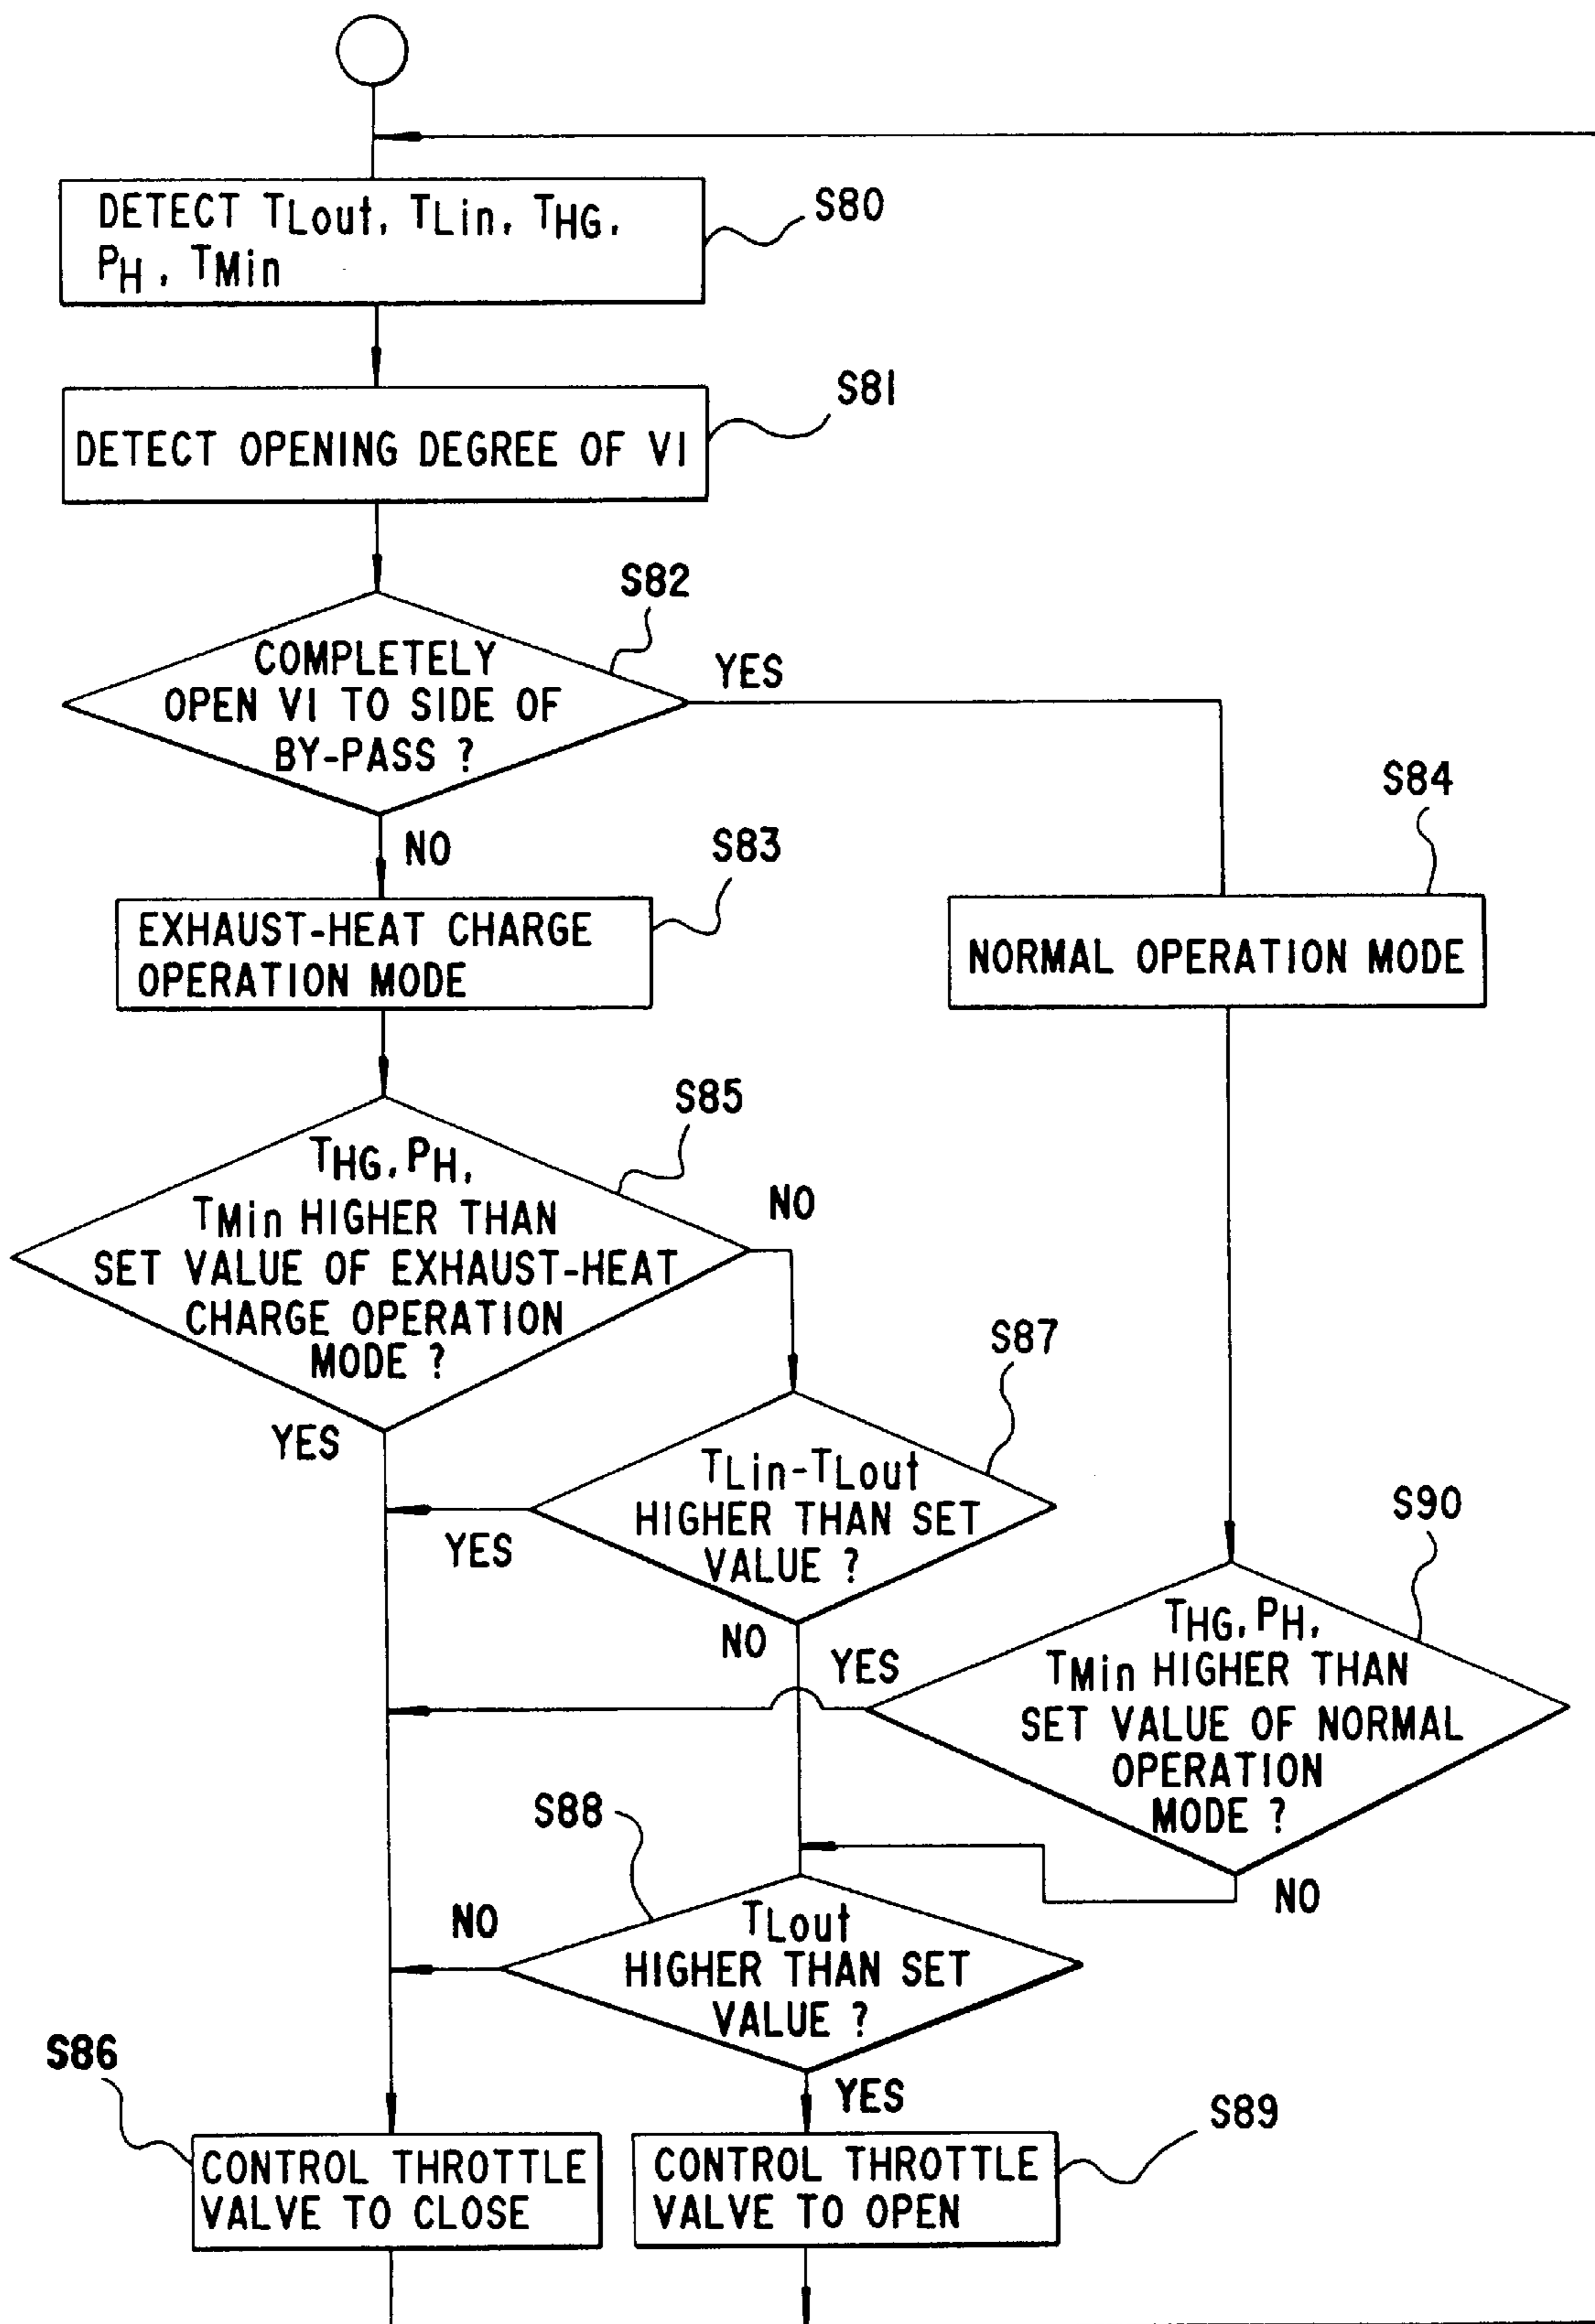 DETECT TLout, TLin, THG,
PH, TMin
S80
DETECT OPENING DEGREE OF V1
S81
S82
COMPLETELY
OPEN V1 TO SIDE OF
BY-PASS ?
YES
NO
S83
EXHAUST-HEAT CHARGE
OPERATION MODE
S84
NORMAL OPERATION MODE
S85
THG, PH,
TMin HIGHER THAN
SET VALUE OF EXHAUST-HEAT
CHARGE OPERATION
MODE ?
NO
YES
S87
TLin-TLout
HIGHER THAN SET
VALUE ?
YES
NO
S90
THG, PH,
TMin HIGHER THAN
SET VALUE OF NORMAL
OPERATION
MODE ?
YES
NO
S88
TLout
HIGHER THAN SET
VALUE ?
NO
YES
S86
CONTROL THROTTLE
VALVE TO CLOSE
S89
CONTROL THROTTLE
VALVE TO OPEN